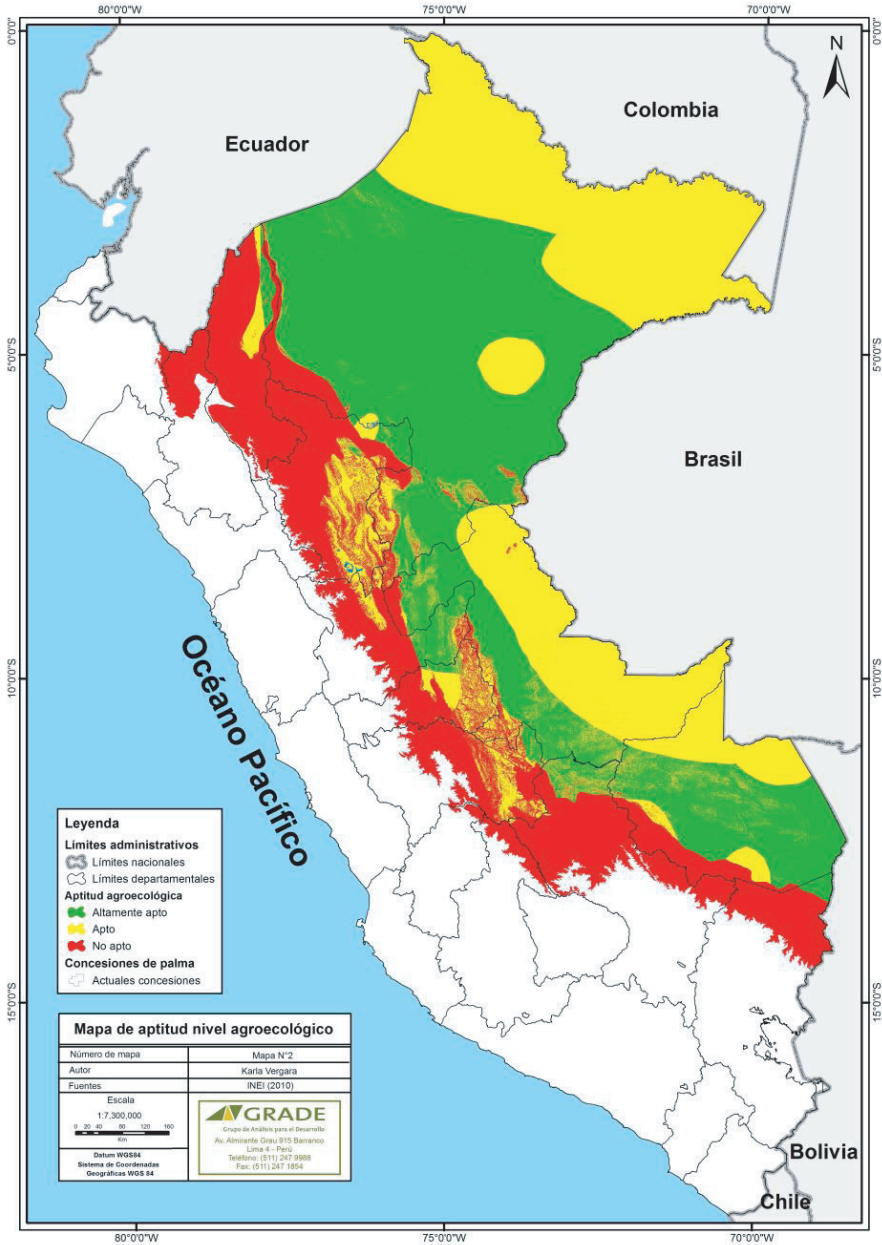 80°0'0"W 75°0'0"W 70°0'0"W
0°0'0"
N
Colombia
Ecuador
5°0'0"S
Brasil
10°0'0"S
Océano Pacífico
15°0'0"S
Leyenda
Límites administrativos
Límites nacionales
Límites departamentales
Aptitud agroecológica
Altamente apto
Apto
No apto
Concesiones de palma
Actuales concesiones
Mapa de aptitud nivel agroecológico
Número de mapa Mapa N°2
Autor Karla Vergara
Fuentes INEI (2010)
Escala
1:7,300,000
0 20 40 80 120 160
Km
Datum WGS84
Sistema de Coordenadas
Geográficas WGS 84
GRADE
Grupo de Análisis para el Desarrollo
Av. Almirante Grau 915 Barranco
Lima 4 - Perú
Teléfono: (511) 247 9988
Fax: (511) 247 1854
Bolivia
Chile
80°0'0"W 75°0'0"W 70°0'0"W
0°0'0"
5°0'0"S
10°0'0"S
15°0'0"S